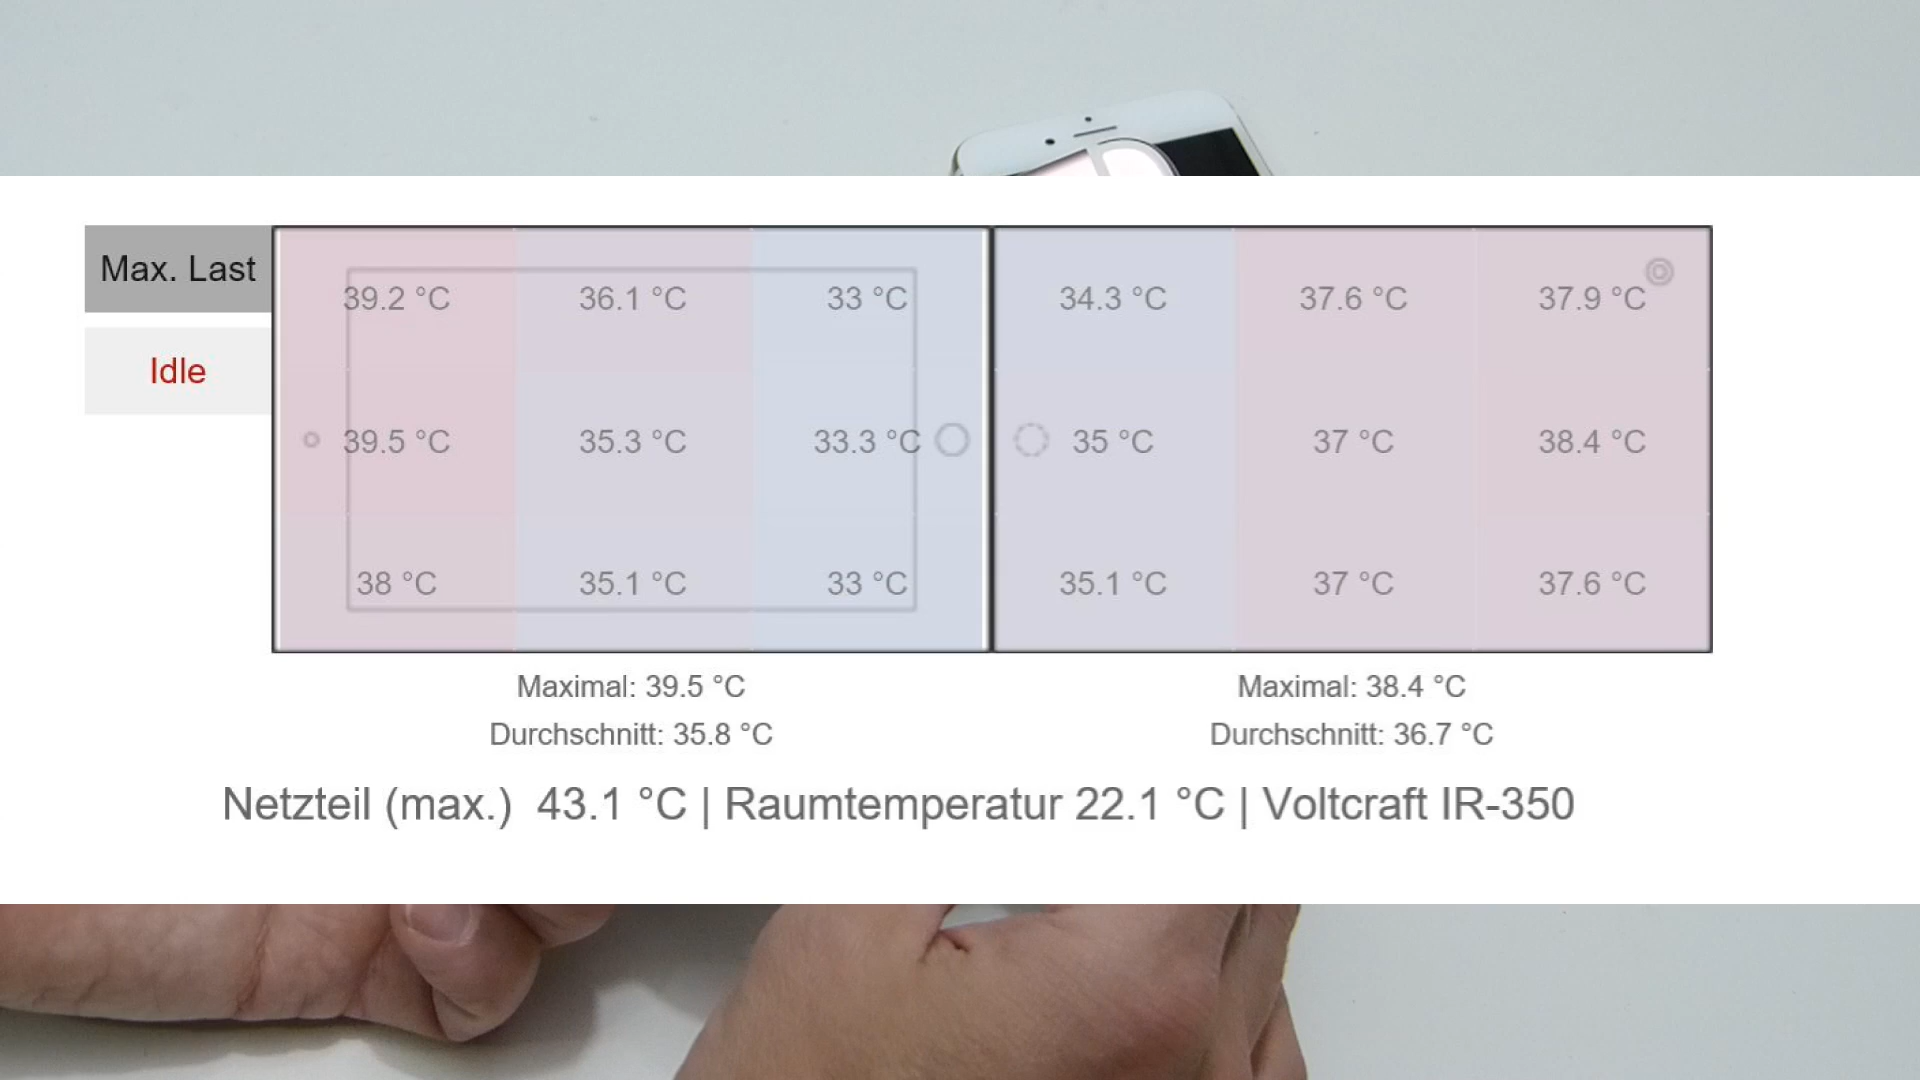 Max. Last
Idle
39.2 °C 36.1 °C 33 °C 34.3 °C 37.6 °C 37.9 °C
39.5 °C 35.3 °C 33.3 °C 35 °C 37 °C 38.4 °C
38 °C 35.1 °C 33 °C 35.1 °C 37 °C 37.6 °C
Maximal: 39.5 °C Maximal: 38.4 °C
Durchschnitt: 35.8 °C Durchschnitt: 36.7 °C
Netzteil (max.) 43.1 °C | Raumtemperatur 22.1 °C | Voltcraft IR-350